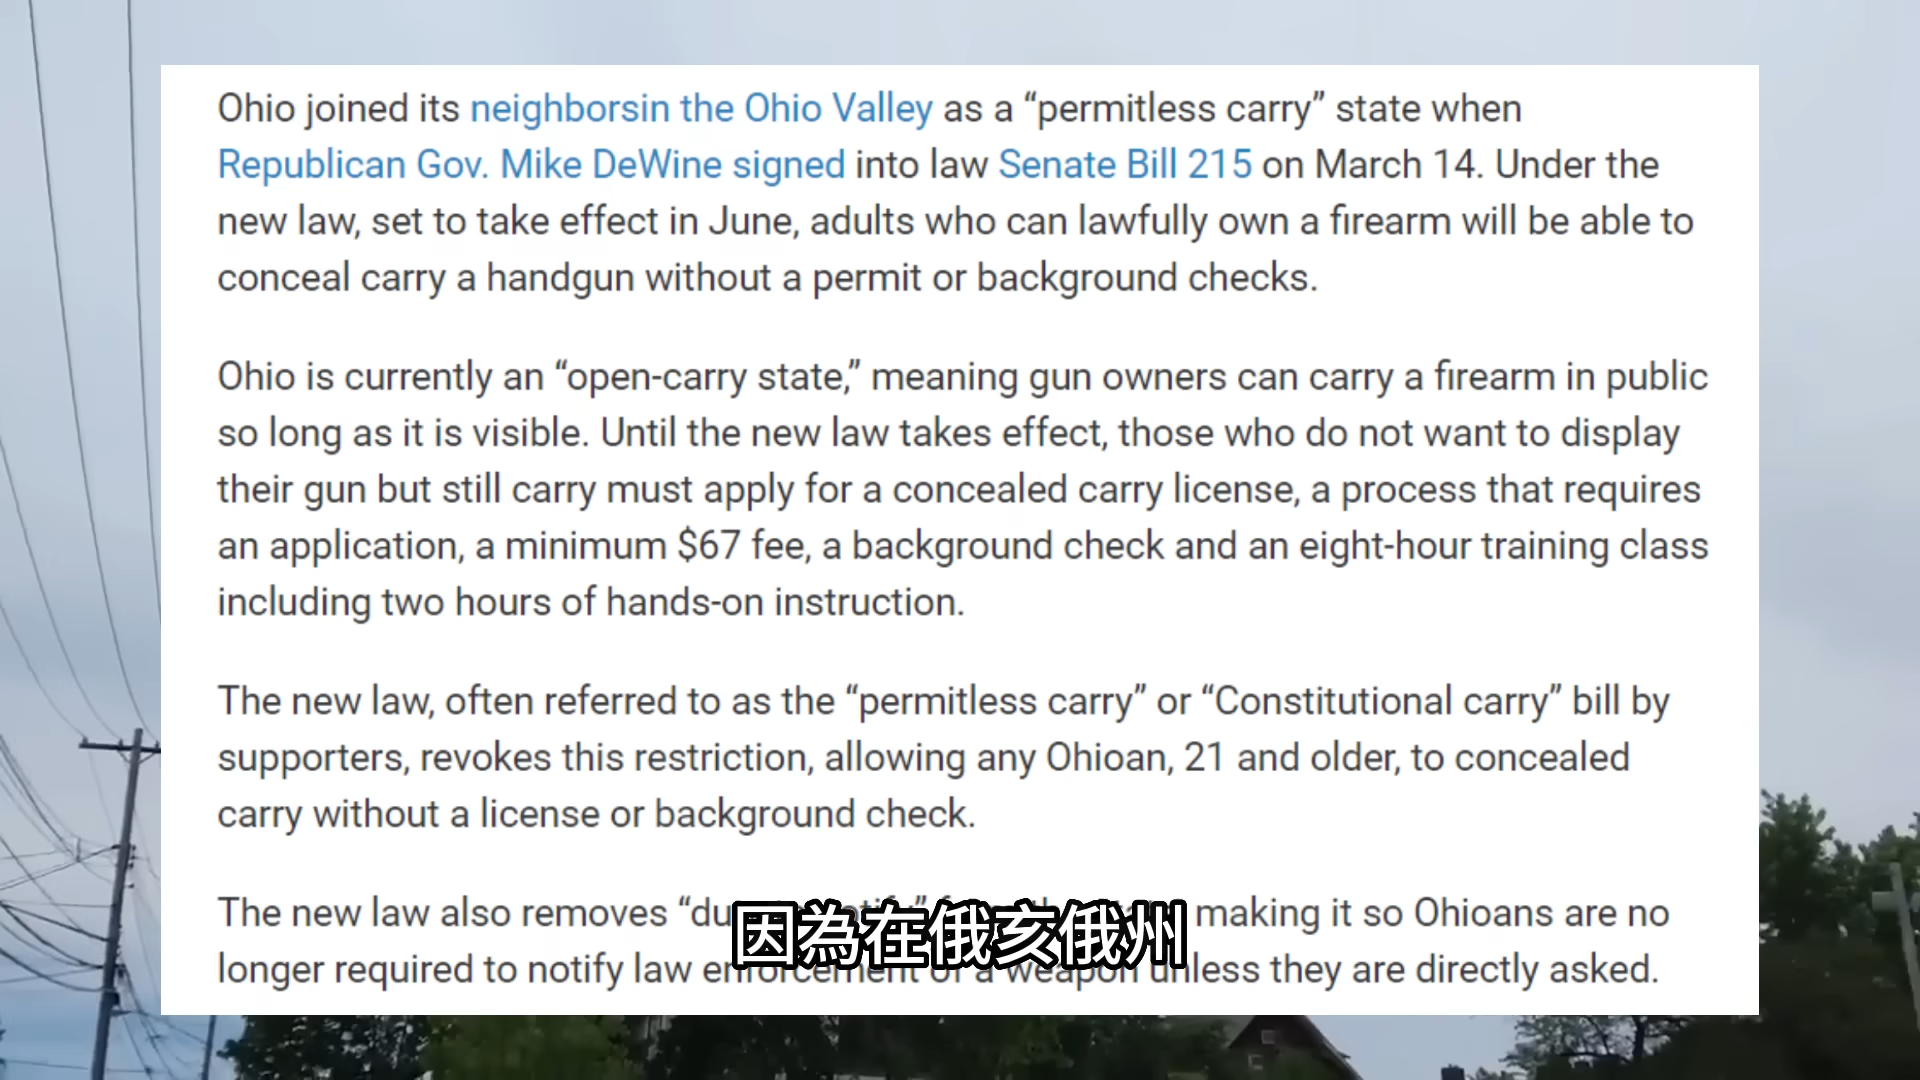 Ohio joined its neighborsin the Ohio Valley as a “permitless carry” state when
Republican Gov. Mike DeWine signed into law Senate Bill 215 on March 14. Under the
new law, set to take effect in June, adults who can lawfully own a firearm will be able to
conceal carry a handgun without a permit or background checks.
Ohio is currently an “open-carry state,” meaning gun owners can carry a firearm in public
so long as it is visible. Until the new law takes effect, those who do not want to display
their gun but still carry must apply for a concealed carry license, a process that requires
an application, a minimum $67 fee, a background check and an eight-hour training class
including two hours of hands-on instruction.
The new law, often referred to as the “permitless carry” or “Constitutional carry” bill by
supporters, revokes this restriction, allowing any Ohioan, 21 and older, to concealed
carry without a license or background check.
The new law also removes making it so Ohioans are no
longer required to notify law enforcement of a weapon unless they are directly asked.
因為在俄亥俄州